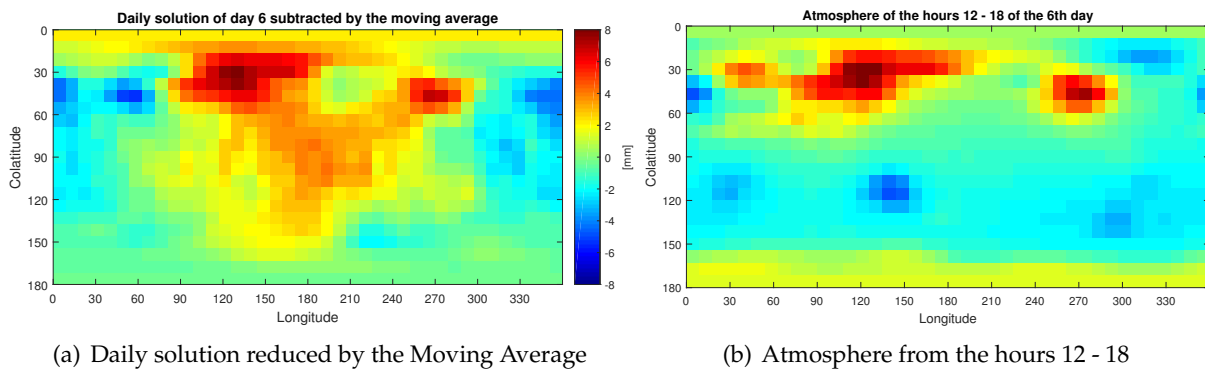 Daily solution of day 6 subtracted by the moving average
0
30
60
90
120
150
180
Colatitude
0 30 60 90 120 150 180 210 240 270 300 330
Longitude
8
6
4
2
0
-2
-4
-6
-8
[mm]
(a) Daily solution reduced by the Moving Average
Atmosphere of the hours 12 - 18 of the 6th day
0
30
60
90
120
150
180
Colatitude
0 30 60 90 120 150 180 210 240 270 300 330
Longitude
(b) Atmosphere from the hours 12 - 18